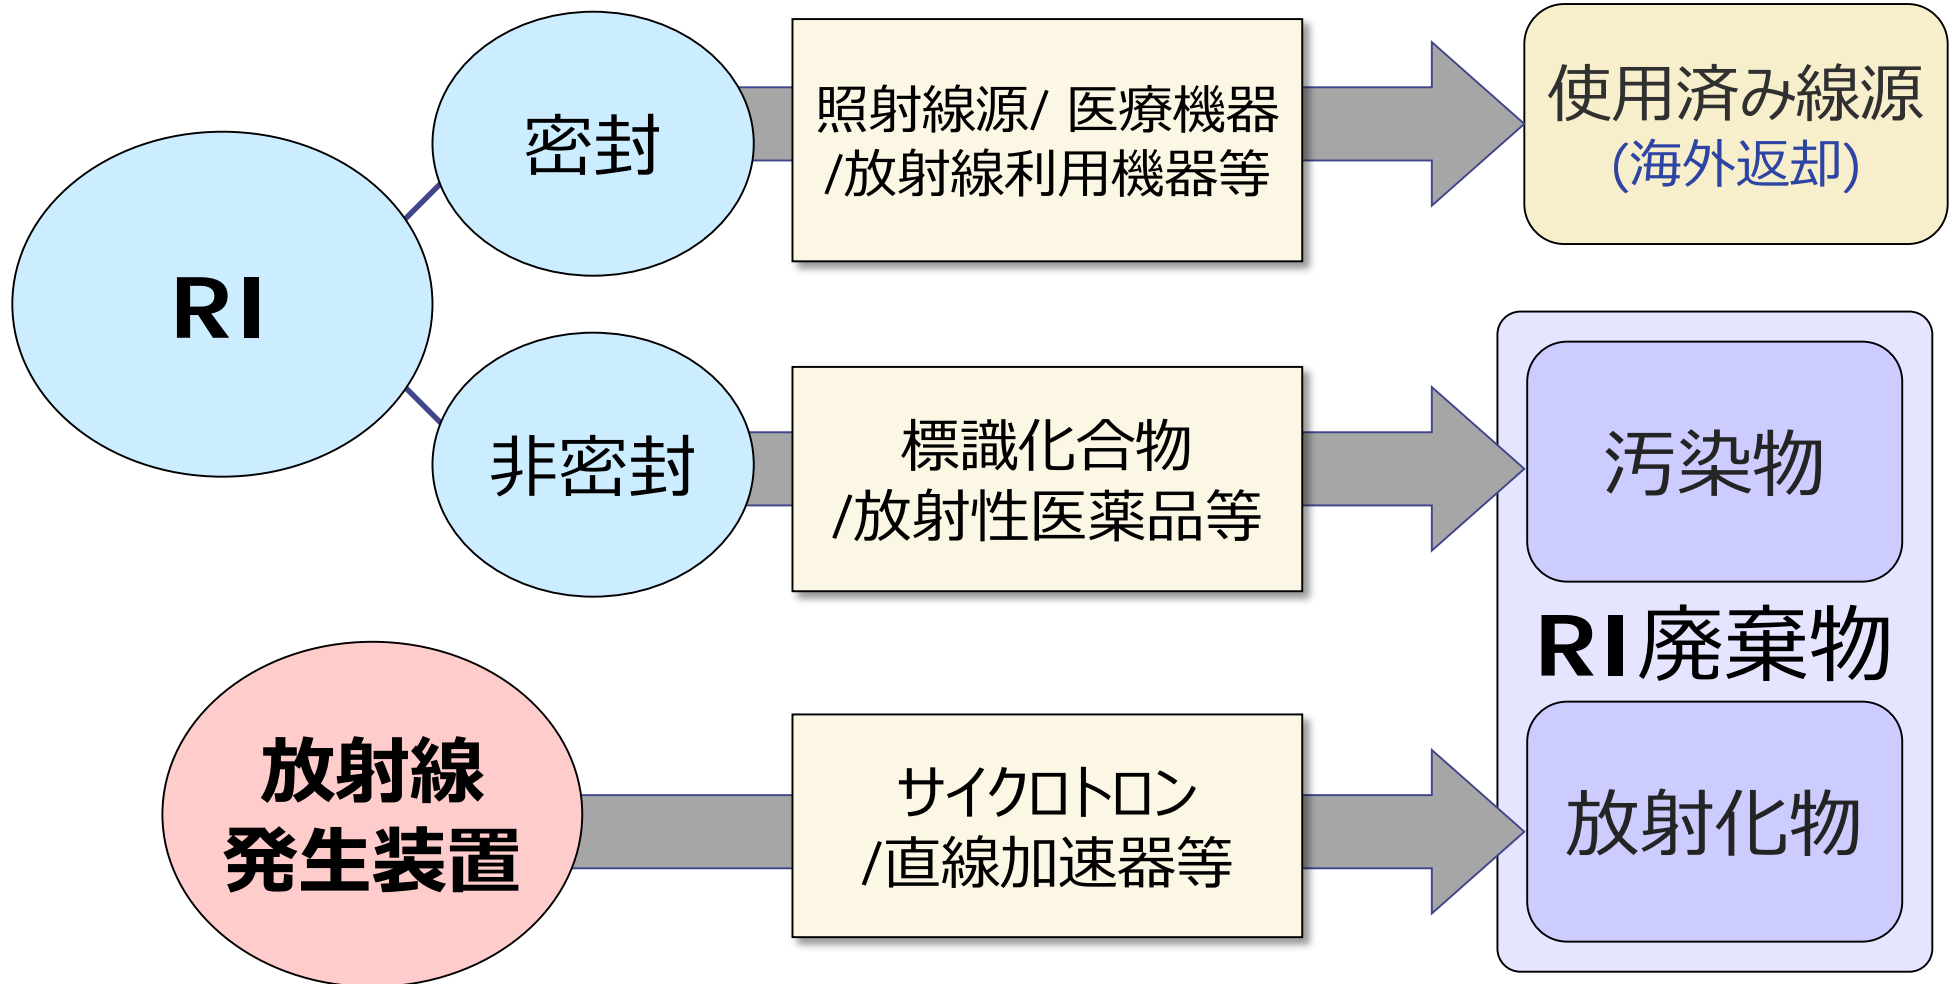 RI
密封
照射線源/ 医療機器
/放射線利用機器等
使用済み線源
(海外返却)
非密封
標識化合物
/放射性医薬品等
汚染物
RI廃棄物
放射線
発生装置
サイクロトロン
/直線加速器等
放射化物